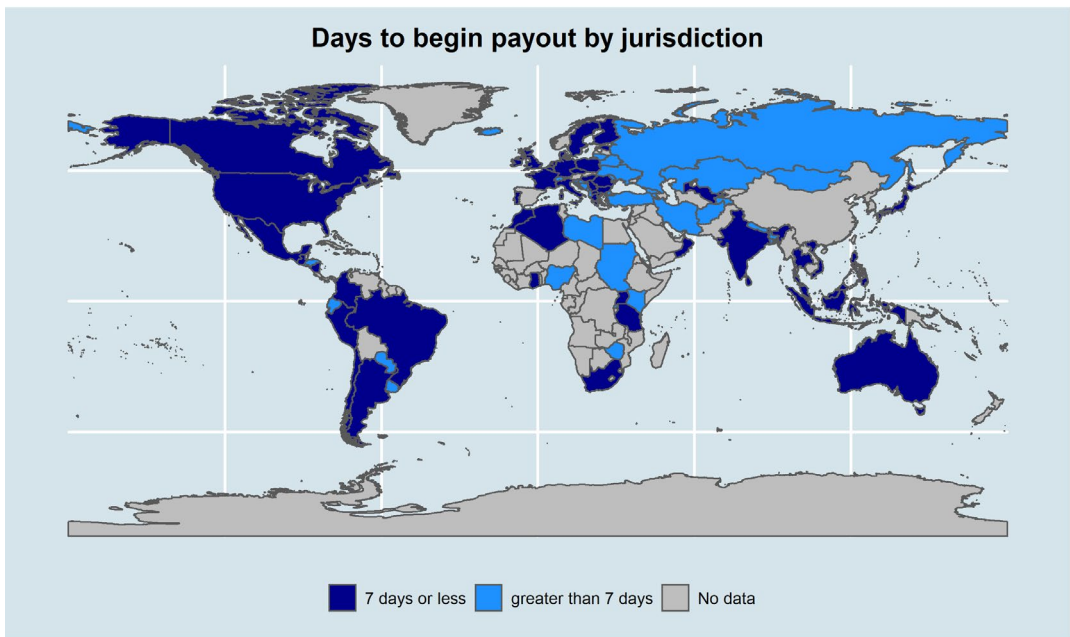 Days to begin payout by jurisdiction
7 days or less
greater than 7 days
No data